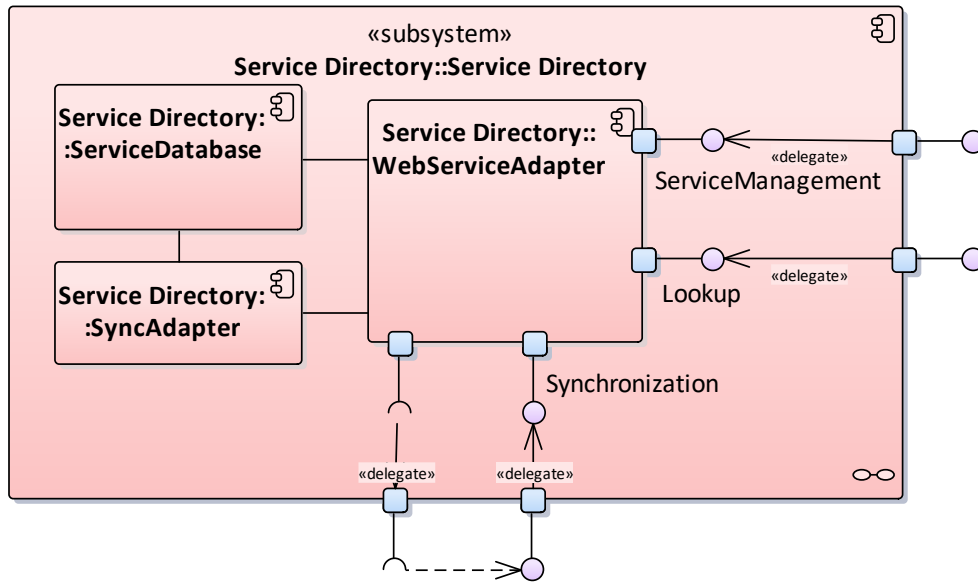 «subsystem»
Service Directory::Service Directory
Service Directory:
:ServiceDatabase
Service Directory::
WebServiceAdapter
«delegate»
ServiceManagement
«delegate»
Lookup
Service Directory:
:SyncAdapter
Synchronization
«delegate»
«delegate»